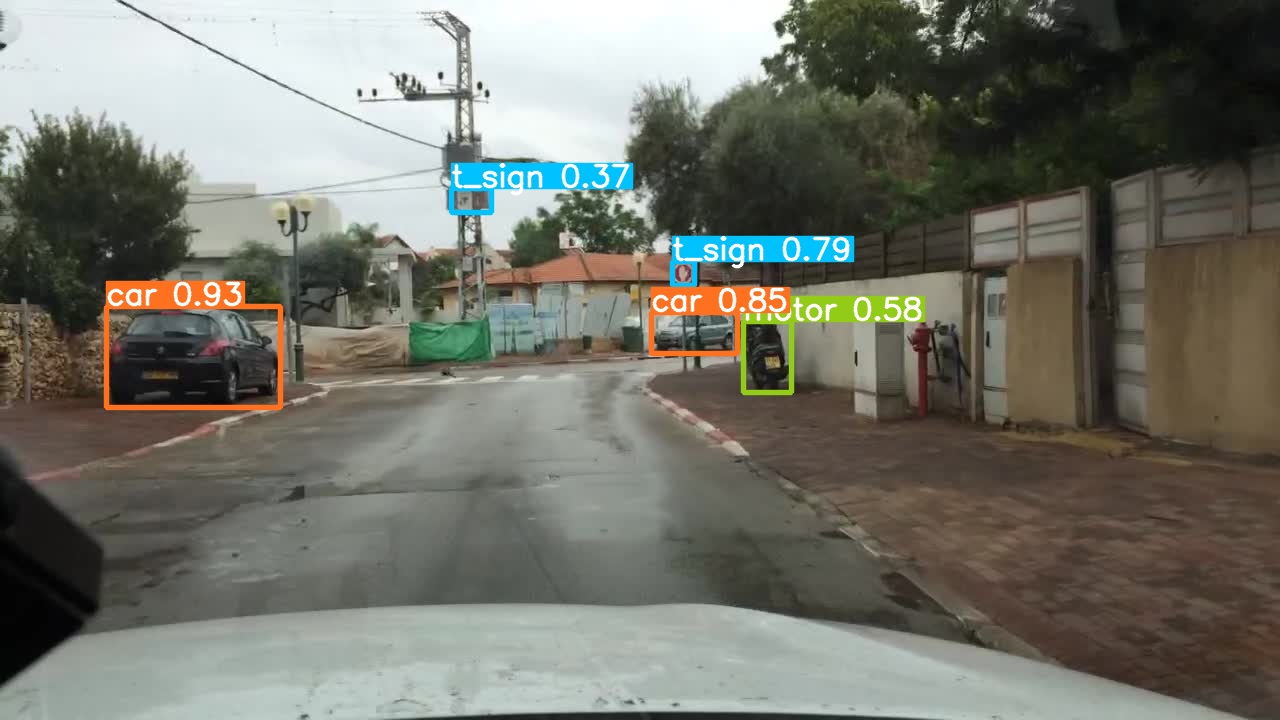 t_sign 0.37
t_sign 0.79
car 0.93
car 0.85
motor 0.58